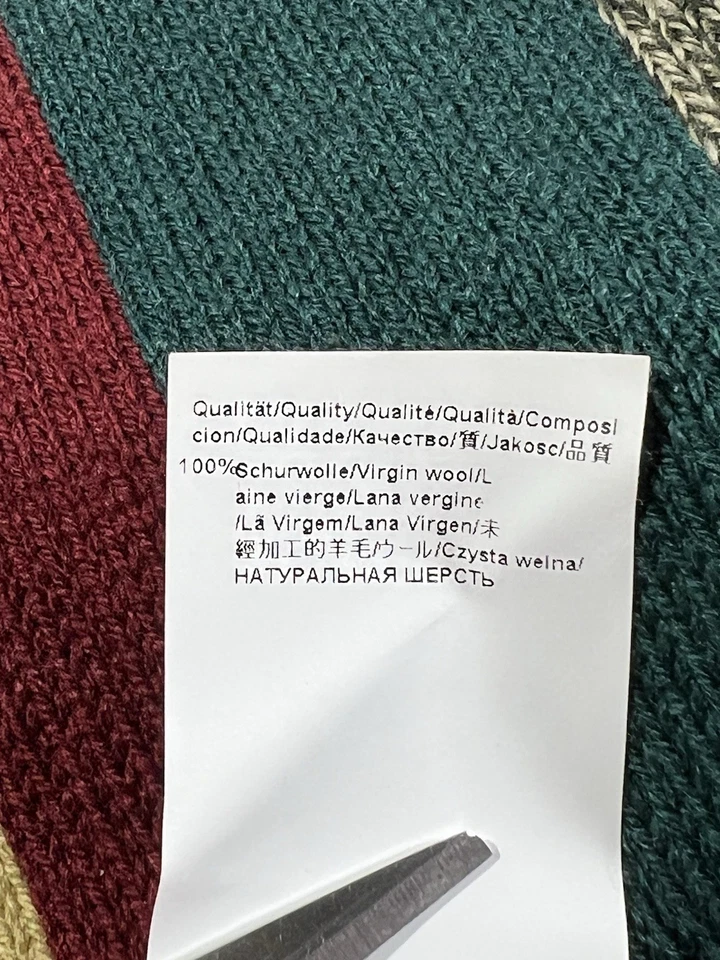 Qualität/Quality/Qualité/Qualità/Composi
cion/Qualidade/Качество/質/Jakosc/品質
100%Schurwolle/Virgin wool/L
aine vierge/Lana vergine
/Lã Virgem/Lana Virgen/未
經加工的羊毛/ウール/Czysta welna/
НАТУРАЛЬНАЯ ШЕРСТЬ